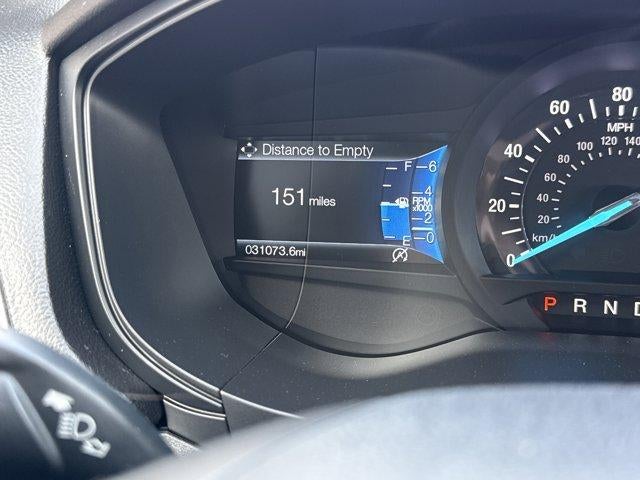 Distance to Empty
151 miles
F 6
4
RPM
x1000
2
E 0
031073.6mi
0 20 40 60 80
MPH
20 40 60 80 100 120 140
km/
P R N D